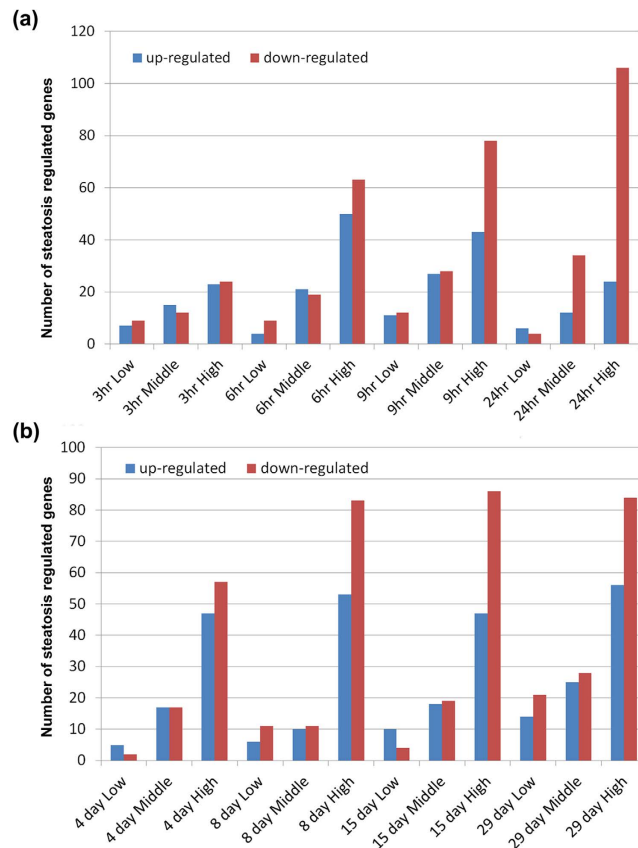 (a)
up-regulated
down-regulated
Number of steatosis regulated genes
120
100
80
60
40
20
0
3hr Low
3hr Middle
3hr High
6hr Low
6hr Middle
6hr High
9hr Low
9hr Middle
9hr High
24hr Low
24hr Middle
24hr High
(b)
up-regulated
down-regulated
Number of steatosis regulated genes
100
90
80
70
60
50
40
30
20
10
0
4 day Low
4 day Middle
4 day High
8 day Low
8 day Middle
8 day High
15 day Low
15 day Middle
15 day High
29 day Low
29 day Middle
29 day High